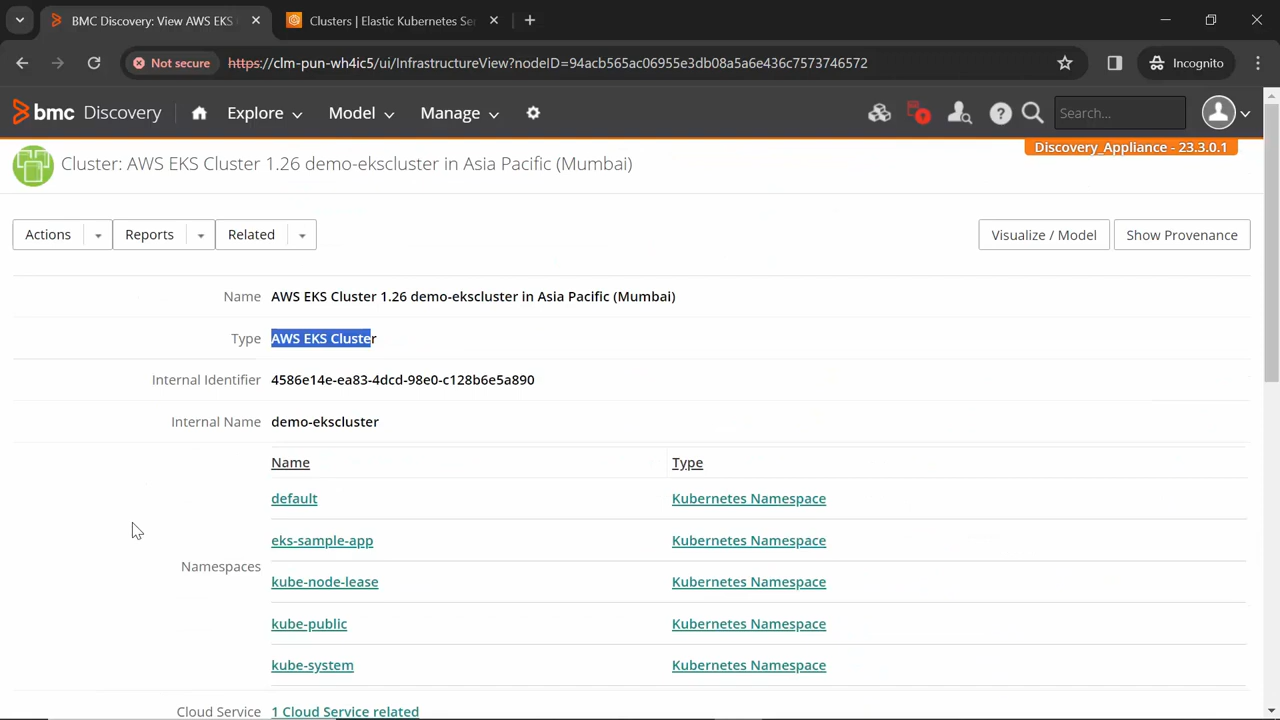 BMC Discovery: View AWS EKS
Clusters | Elastic Kubernetes Ser
Not secure
https://clm-pun-wh4ic5/ui/InfrastructureView?nodeID=94acb565ac06955e3db08a5a6e436c7573746572
Incognito
bmc Discovery
Explore
Model
Manage
Search...
Discovery_Appliance - 23.3.0.1
Cluster: AWS EKS Cluster 1.26 demo-ekscluster in Asia Pacific (Mumbai)
Actions
Reports
Related
Visualize / Model
Show Provenance
Name AWS EKS Cluster 1.26 demo-ekscluster in Asia Pacific (Mumbai)
Type AWS EKS Cluster
Internal Identifier 4586e14e-ea83-4dcd-98e0-c128b6e5a890
Internal Name demo-ekscluster
Name Type
default Kubernetes Namespace
eks-sample-app Kubernetes Namespace
Namespaces
kube-node-lease Kubernetes Namespace
kube-public Kubernetes Namespace
kube-system Kubernetes Namespace
Cloud Service 1 Cloud Service related